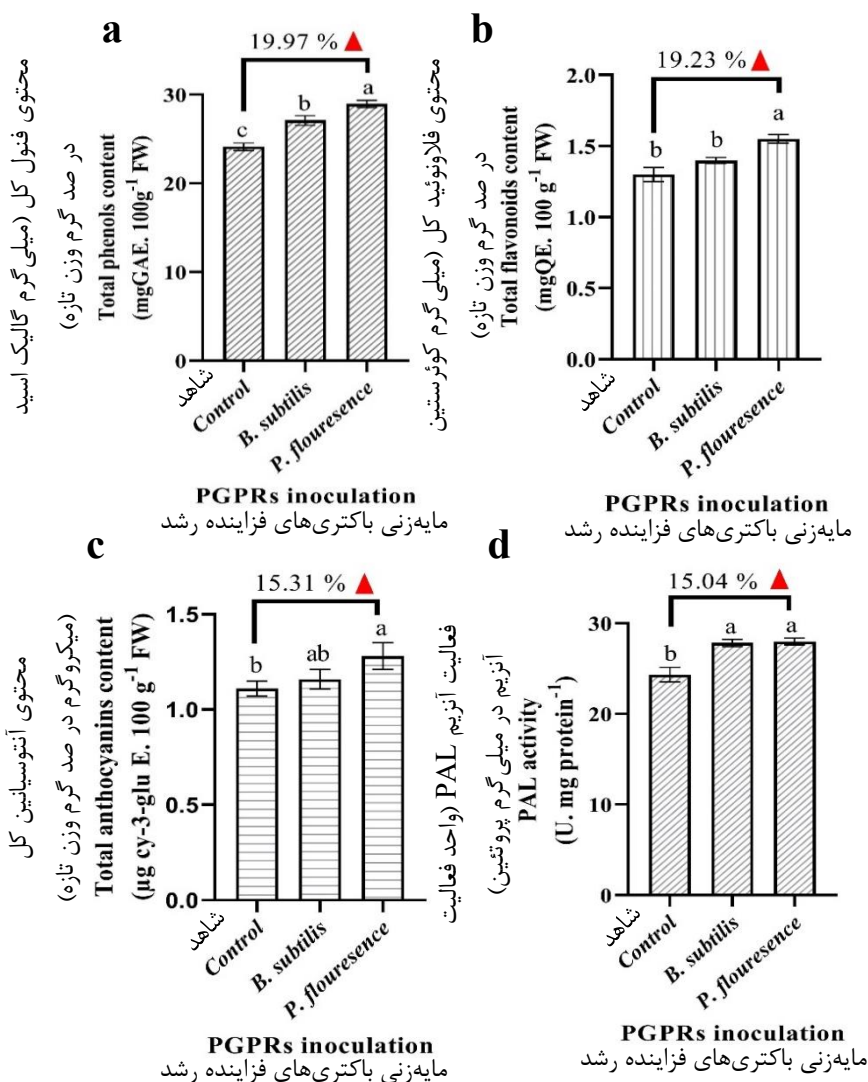 a
19.97 %
محتوی فنول کل (میلی گرم گالیک اسید
در صد گرم وزن تازه)
Total phenols content
(mgGAE. 100g⁻¹ FW)
30
20
10
0
c
b
a
شاهد
Control
B. subtilis
P. flouresence
PGPRs inoculation
مایه‌زنی باکتری‌های فزاینده رشد
b
19.23 %
محتوی فلاونوئید کل (میلی گرم کوئرستین
در صد گرم وزن تازه)
Total flavonoids content
(mgQE. 100 g⁻¹ FW)
2.0
1.5
1.0
0.5
0.0
b
b
a
شاهد
Control
B. subtilis
P. flouresence
PGPRs inoculation
مایه‌زنی باکتری‌های فزاینده رشد
c
15.31 %
محتوی آنتوسیانین کل
(میکروگرم در صد گرم وزن تازه)
Total anthocyanins content
(µg cy-3-glu E. 100 g⁻¹ FW)
1.5
1.0
0.5
0.0
b
ab
a
شاهد
Control
B. subtilis
P. flouresence
PGPRs inoculation
مایه‌زنی باکتری‌های فزاینده رشد
d
15.04 %
فعالیت آنزیم PAL (واحد فعالیت
آنزیم در میلی گرم پروتئین)
PAL activity
(U. mg protein⁻¹)
30
20
10
0
b
a
a
شاهد
Control
B. subtilis
P. flouresence
PGPRs inoculation
مایه‌زنی باکتری‌های فزاینده رشد